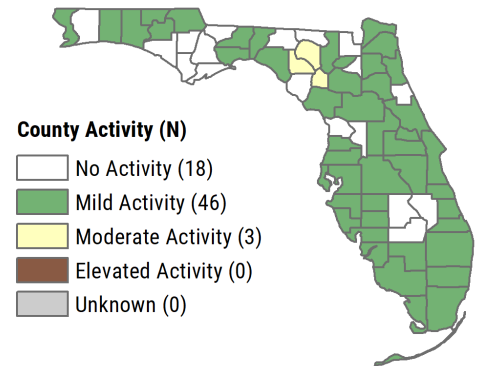 County Activity (N)
No Activity (18)
Mild Activity (46)
Moderate Activity (3)
Elevated Activity (0)
Unknown (0)